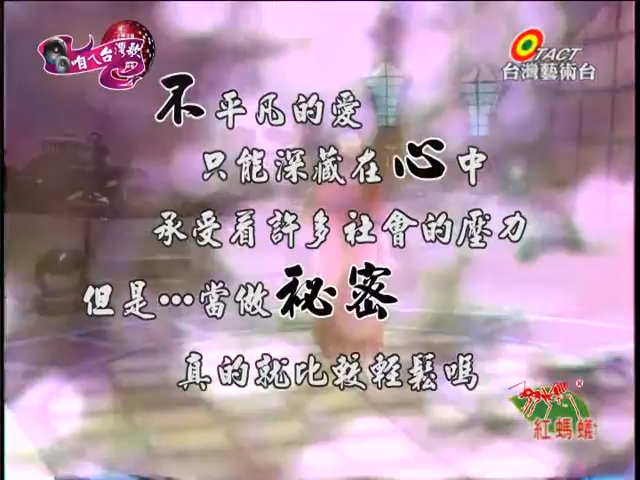 咱ㄟ台灣歌
TACT
台灣藝術台
不平凡的愛
只能深藏在心中
承受着許多社會的壓力
但是…當做秘密
真的就比較輕鬆嗎
®
紅螞蟻